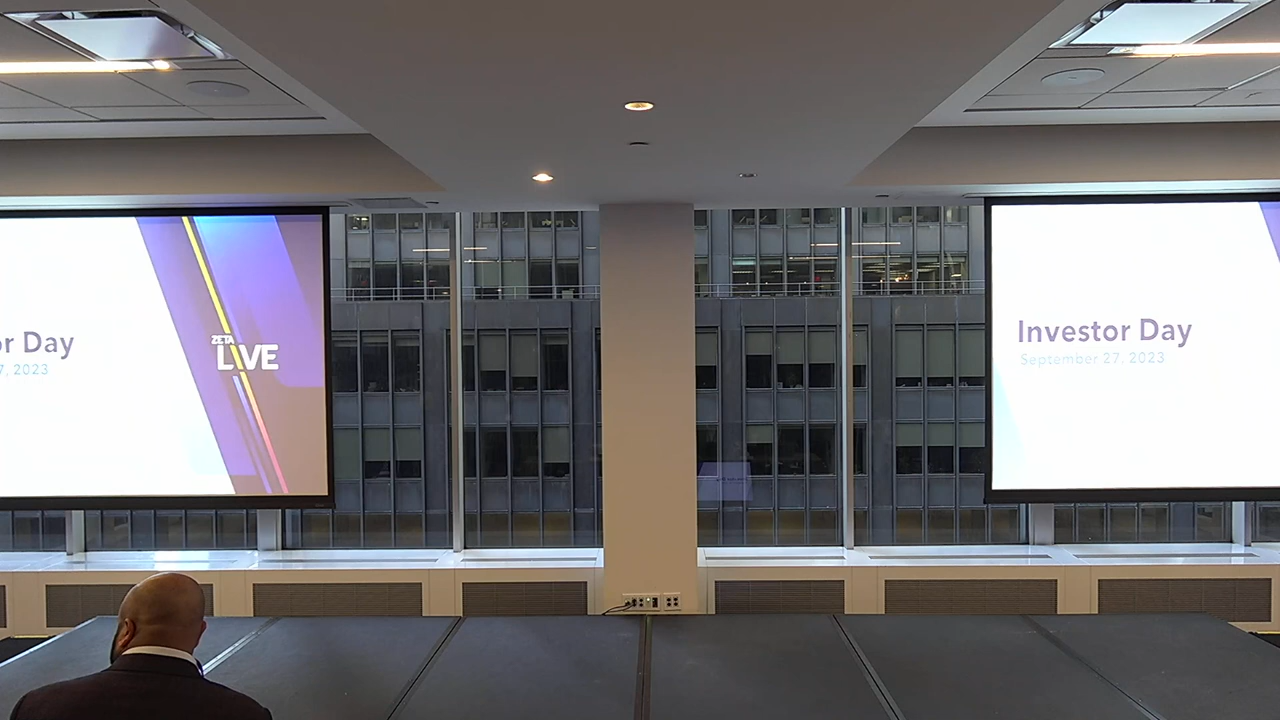 or Day
7, 2023
ZETA
LIVE
Investor Day
September 27, 2023